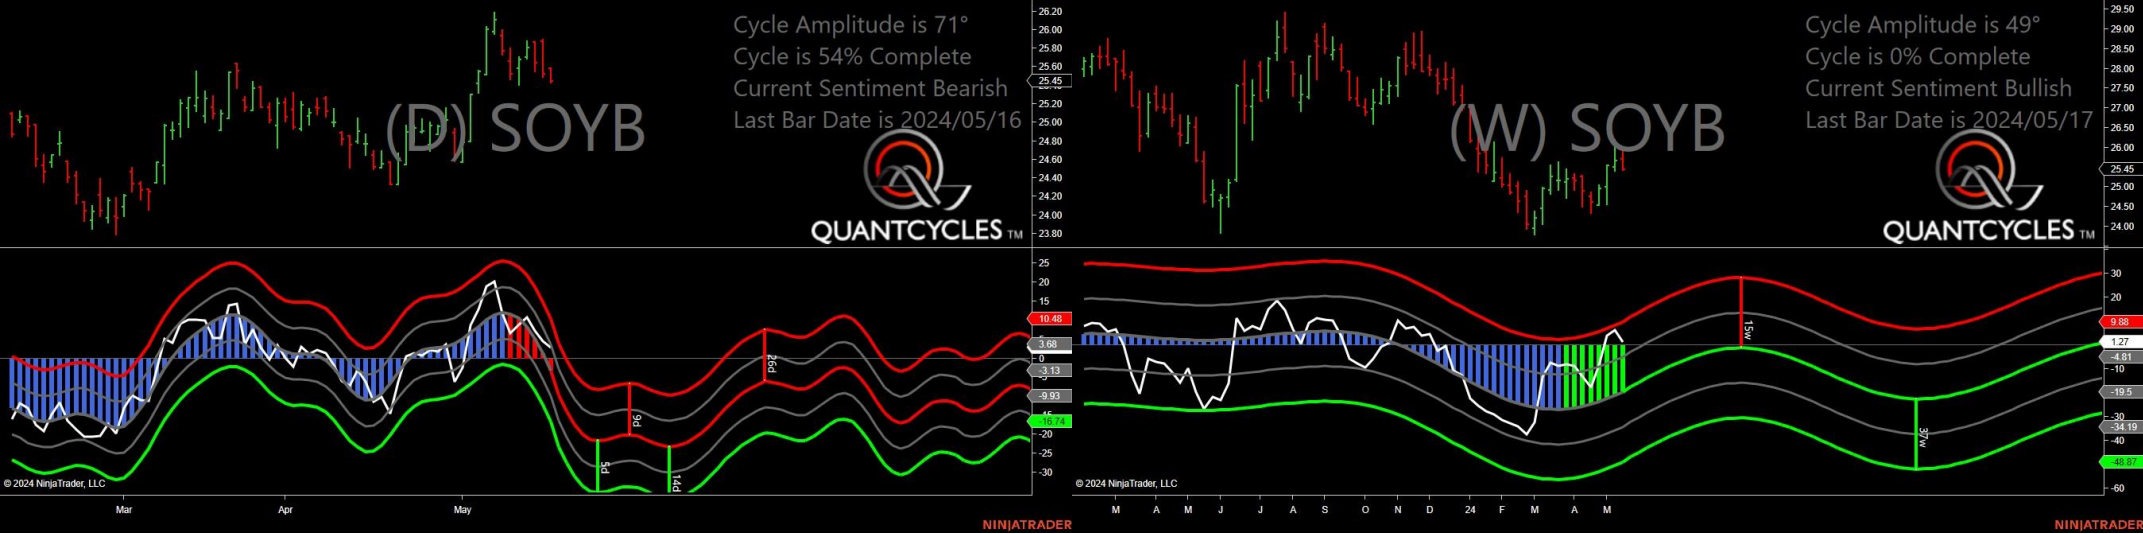 Cycle Amplitude is 71°
Cycle is 54% Complete
Current Sentiment Bearish
Last Bar Date is 2024/05/16
(D) SOYB
QUANTCYCLES TM
26.20
26.00
25.80
25.60
25.45
25.20
25.00
24.80
24.60
24.40
24.20
24.00
23.80
25
20
15
10.48
3.68
0
-3.13
-9.93
-16.74
-20
-25
-30
5d
9d
14d
26d
© 2024 NinjaTrader, LLC
Mar
Apr
May
NINJATRADER
Cycle Amplitude is 49°
Cycle is 0% Complete
Current Sentiment Bullish
Last Bar Date is 2024/05/17
(W) SOYB
QUANTCYCLES TM
29.50
29.00
28.50
28.00
27.50
27.00
26.50
26.00
25.45
25.00
24.50
24.00
30
20
9.88
1.27
-4.81
-10
-19.5
-30
-34.19
-40
-48.87
-60
15w
37w
© 2024 NinjaTrader, LLC
M A M J J A S O N D 24 F M A M
NINJATRADER